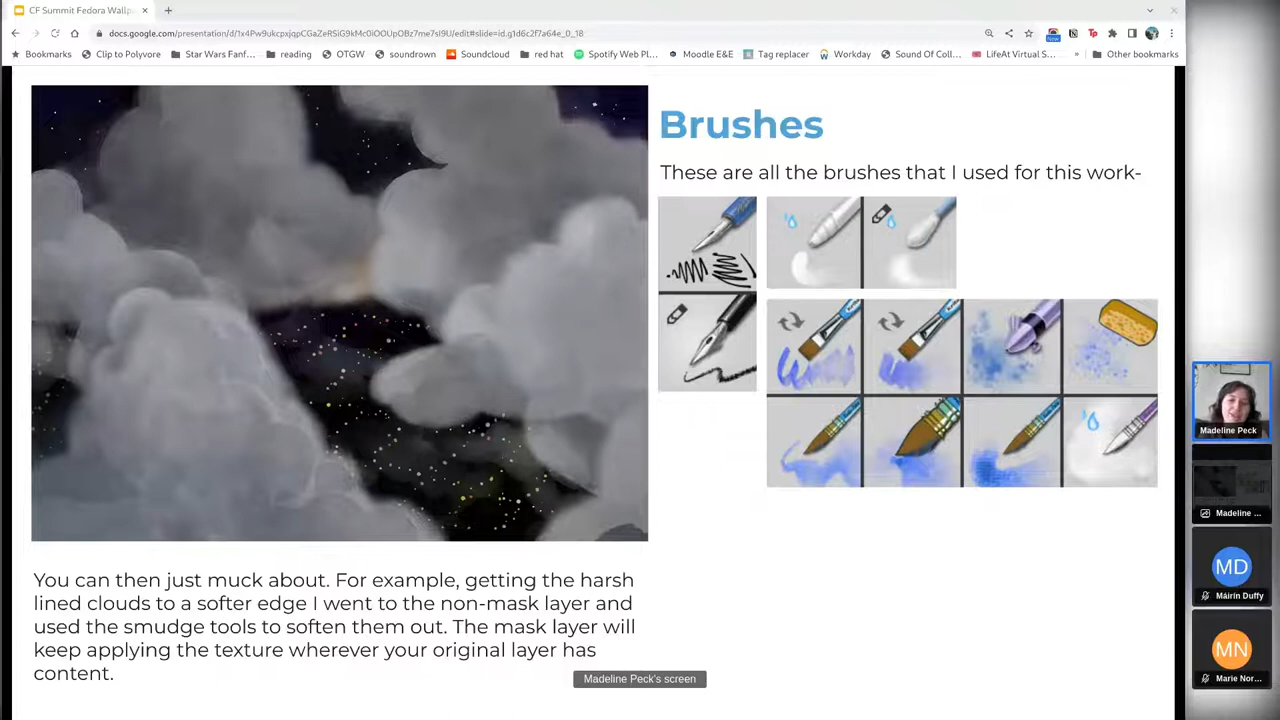 CF Summit Fedora Wallp
docs.google.com/presentation/d/1x4Pw9ukcpxjqpCGaZeRSiG9kMc0iOOUpOBz7me7sI9U/edit#slide=id.g1d6c2f7a64e_0_18
Bookmarks
Clip to Polyvore
Star Wars Fanf...
reading
OTW
soundrown
Soundcloud
red hat
Spotify Web Pl...
Moodle E&E
Tag replacer
Workday
Sound Of Coll...
LifeAt Virtual S...
»
Other bookmarks
Brushes
These are all the brushes that I used for this work-
You can then just muck about. For example, getting the harsh
lined clouds to a softer edge I went to the non-mask layer and
used the smudge tools to soften them out. The mask layer will
keep applying the texture wherever your original layer has
content.
Madeline Peck's screen
Madeline Peck
Madeline ...
MD
Máirín Duffy
MN
Marie Nor...